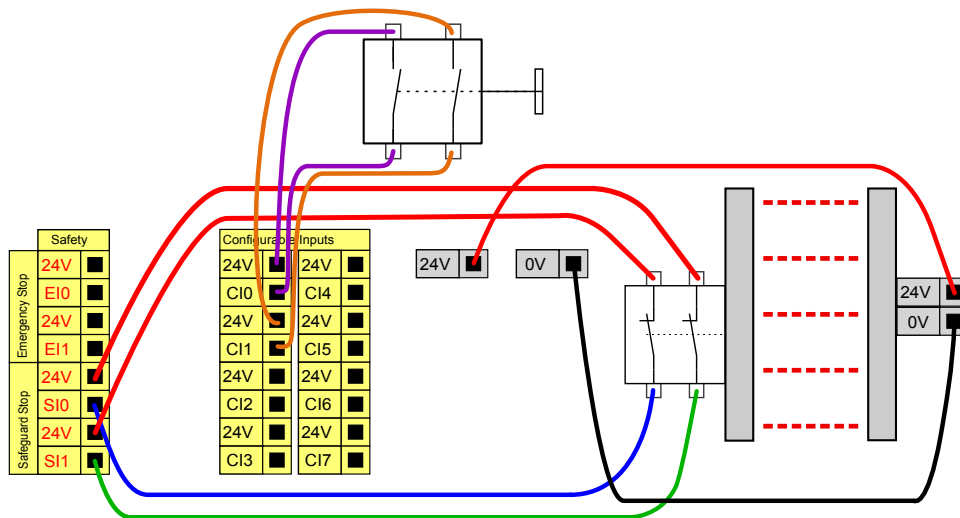 Safety
Emergency Stop
24V
EI0
24V
EI1
Safeguard Stop
24V
SI0
24V
SI1
Configurable Inputs
24V 24V
CI0 CI4
24V 24V
CI1 CI5
24V 24V
CI2 CI6
24V 24V
CI3 CI7
24V
0V
24V
0V